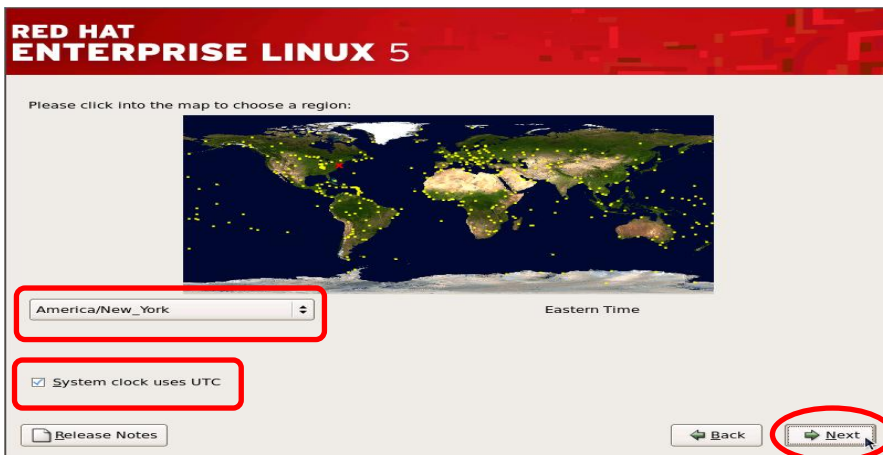 RED HAT
ENTERPRISE LINUX 5
Please click into the map to choose a region:
America/New_York
Eastern Time
System clock uses UTC
Release Notes
Back
Next